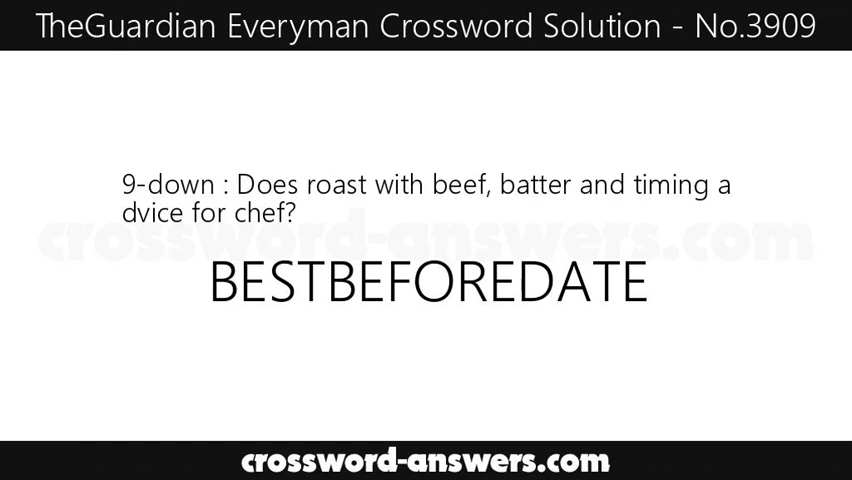 TheGuardian Everyman Crossword Solution - No.3909
9-down : Does roast with beef, batter and timing a
dvice for chef?
crossword-answers.com
BESTBEFOREDATE
crossword-answers.com